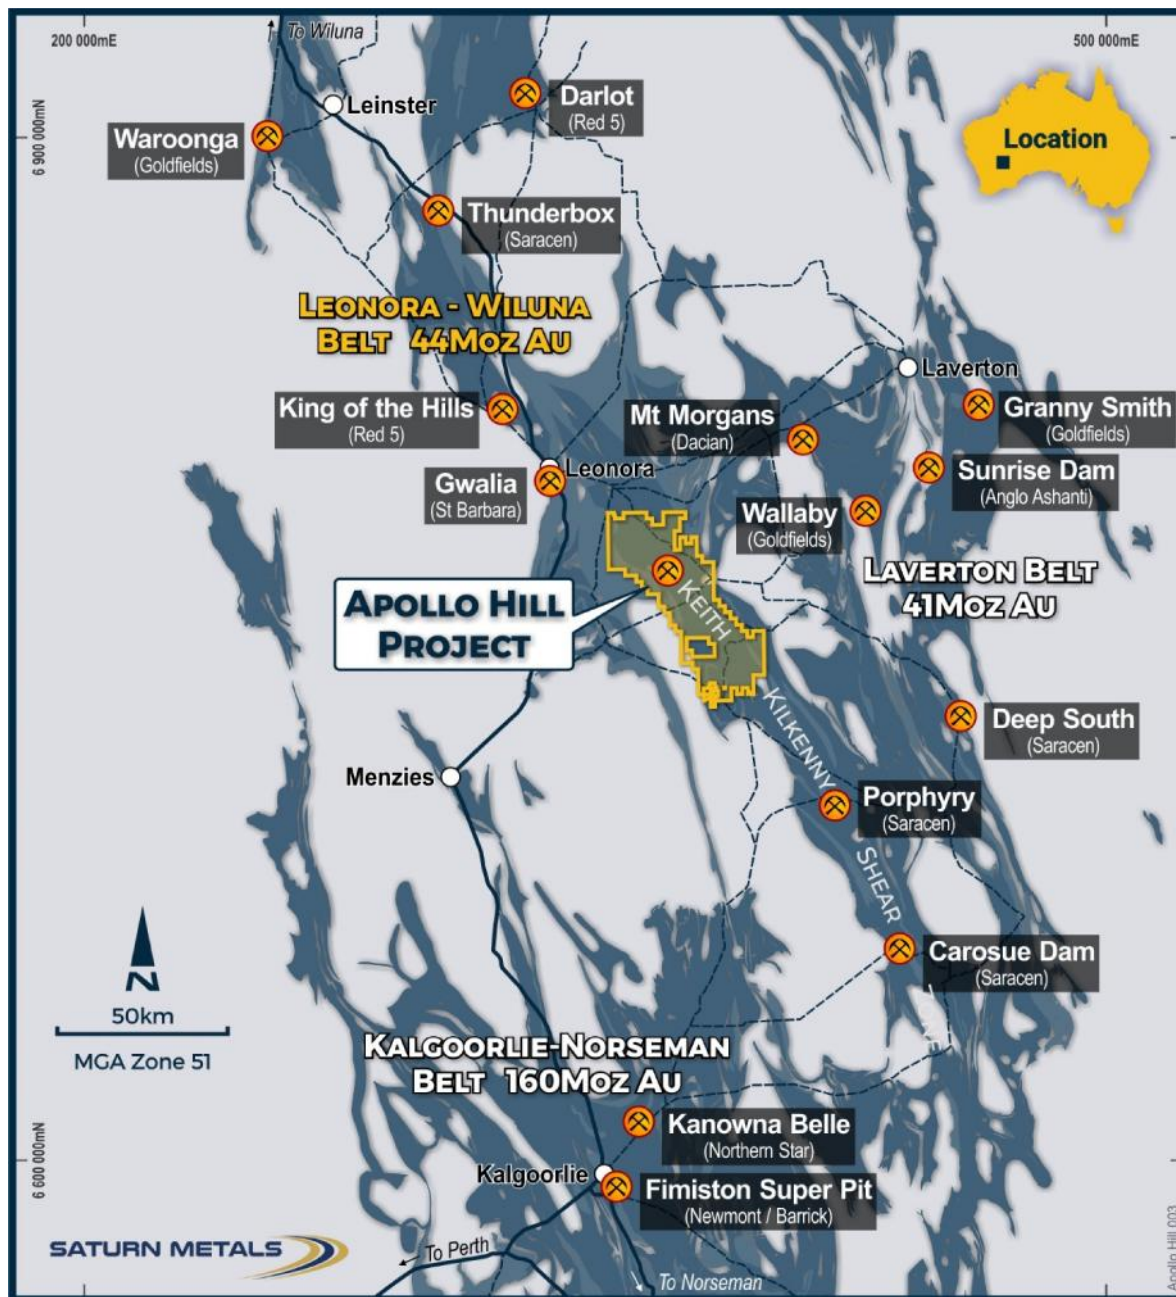 200 000mE
To Wiluna
500 000mE
6 900 000mN
Leinster
Darlot
(Red 5)
Waroonga
(Goldfields)
Location
Thunderbox
(Saracen)
LEONORA - WILUNA
BELT 44MOZ AU
Laverton
King of the Hills
(Red 5)
Mt Morgans
(Dacian)
Granny Smith
(Goldfields)
Leonora
Gwalia
(St Barbara)
Sunrise Dam
(Anglo Ashanti)
Wallaby
(Goldfields)
LAVERTON BELT
41MOZ AU
APOLLO HILL
PROJECT
KEITH
KILKENNY
SHEAR
ZONE
Deep South
(Saracen)
Menzies
Porphyry
(Saracen)
Carosue Dam
(Saracen)
N
50km
MGA Zone 51
KALGOORLIE-NORSEMAN
BELT 160MOZ AU
Kanowna Belle
(Northern Star)
6 600 000mN
Kalgoorlie
Fimiston Super Pit
(Newmont / Barrick)
SATURN METALS
To Perth
To Norseman
Apollo Hill 003